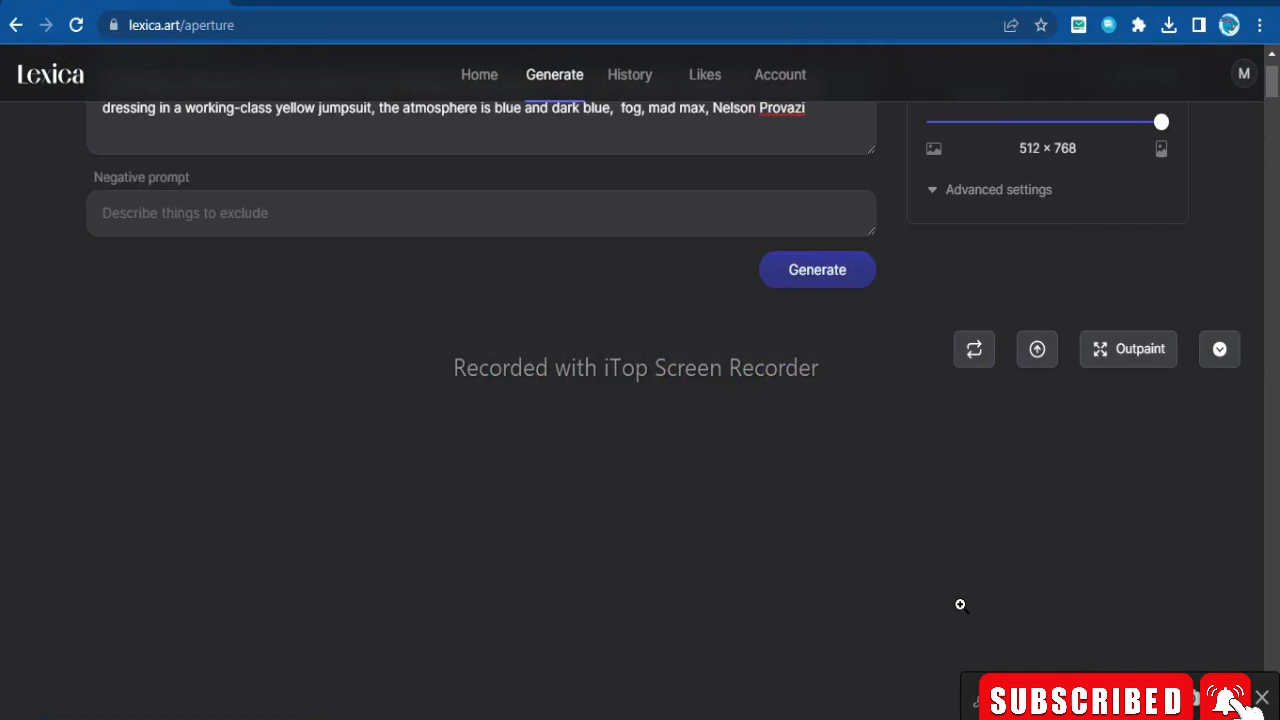 lexica.art/aperture
Lexica
Home
Generate
History
Likes
Account
M
dressing in a working-class yellow jumpsuit, the atmosphere is blue and dark blue, fog, mad max, Nelson Provazi
512 × 768
Negative prompt
Advanced settings
Describe things to exclude
Generate
Outpaint
Recorded with iTop Screen Recorder
SUBSCRIBED